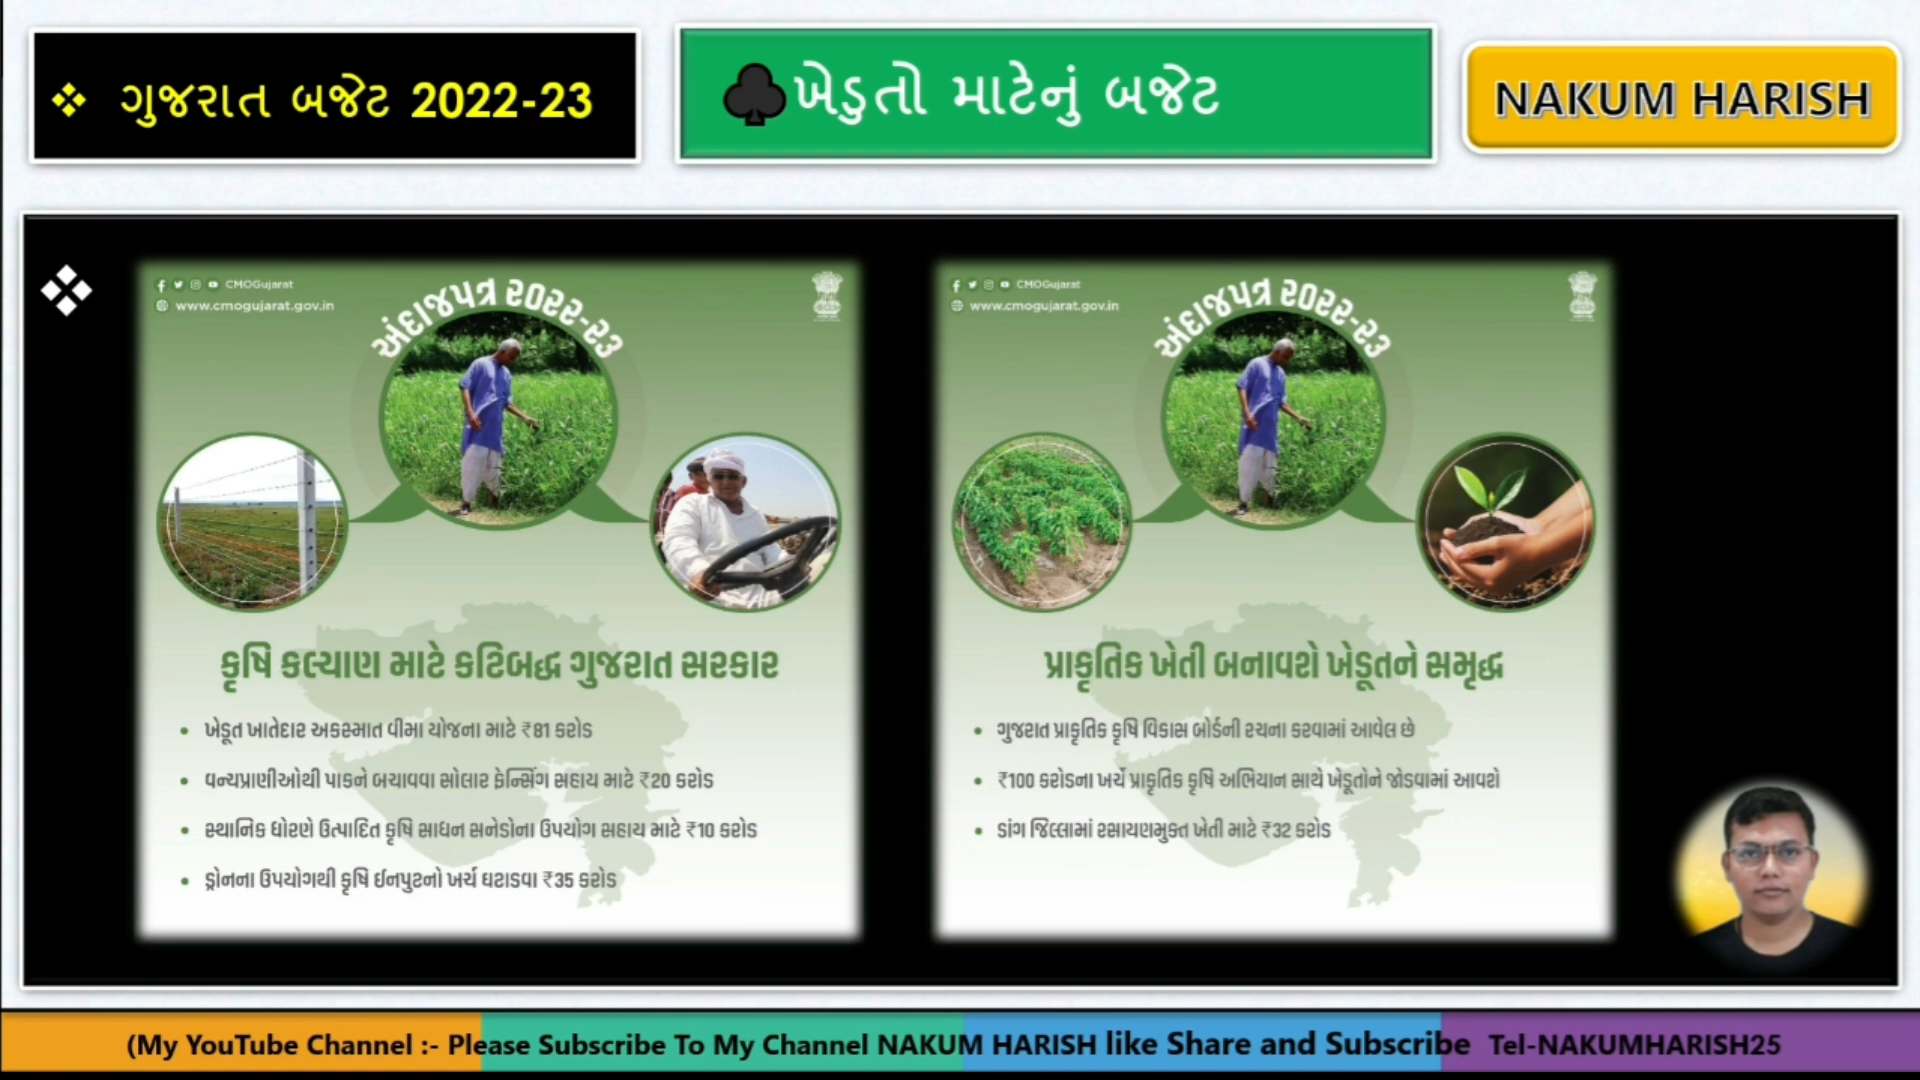 ❖ ગુજરાત બજેટ 2022-23
♣ખેડુતો માટેનું બજેટ
NAKUM HARISH
❖
CMOGujarat
www.cmogujarat.gov.in
અંદાજપત્ર ૨૦૨૨-૨૩
કૃષિ કલ્યાણ માટે કટિબદ્ધ ગુજરાત સરકાર
• ખેડૂત ખાતેદાર અકસ્માત વીમા યોજના માટે ₹81 કરોડ
• વન્યપ્રાણીઓથી પાકને બચાવવા સોલાર ફેન્સિંગ સહાય માટે ₹20 કરોડ
• સ્થાનિક ધોરણે ઉત્પાદિત કૃષિ સાધન સનેડોના ઉપયોગ સહાય માટે ₹10 કરોડ
• ડ્રોનના ઉપયોગથી કૃષિ ઈનપુટનો ખર્ચ ઘટાડવા ₹35 કરોડ
CMOGujarat
www.cmogujarat.gov.in
અંદાજપત્ર ૨૦૨૨-૨૩
પ્રાકૃતિક ખેતી બનાવશે ખેડૂતને સમૃદ્ધ
• ગુજરાત પ્રાકૃતિક કૃષિ વિકાસ બોર્ડની રચના કરવામાં આવેલ છે
• ₹100 કરોડના ખર્ચે પ્રાકૃતિક કૃષિ અભિયાન સાથે ખેડૂતોને જોડવામાં આવશે
• ડાંગ જિલ્લામાં રસાયણમુક્ત ખેતી માટે ₹32 કરોડ
(My YouTube Channel :- Please Subscribe To My Channel NAKUM HARISH like Share and Subscribe Tel-NAKUMHARISH25